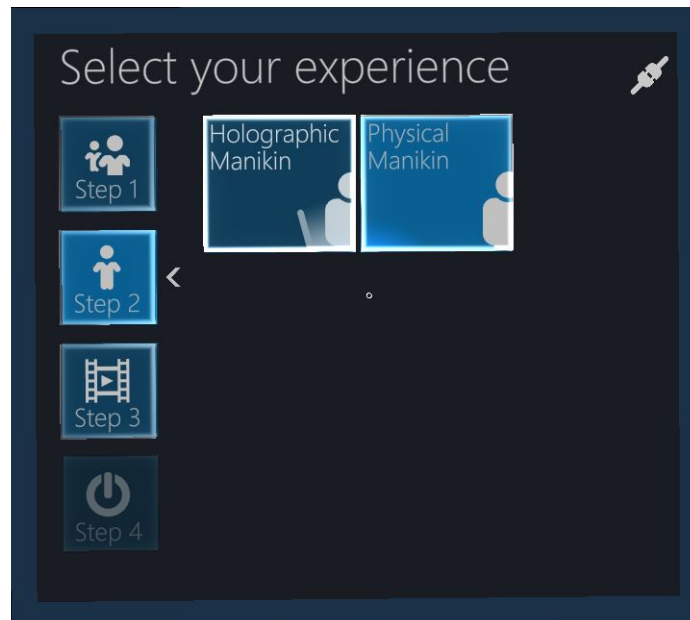 Select your experience
Step 1
Holographic
Manikin
Physical
Manikin
Step 2
Step 3
Step 4